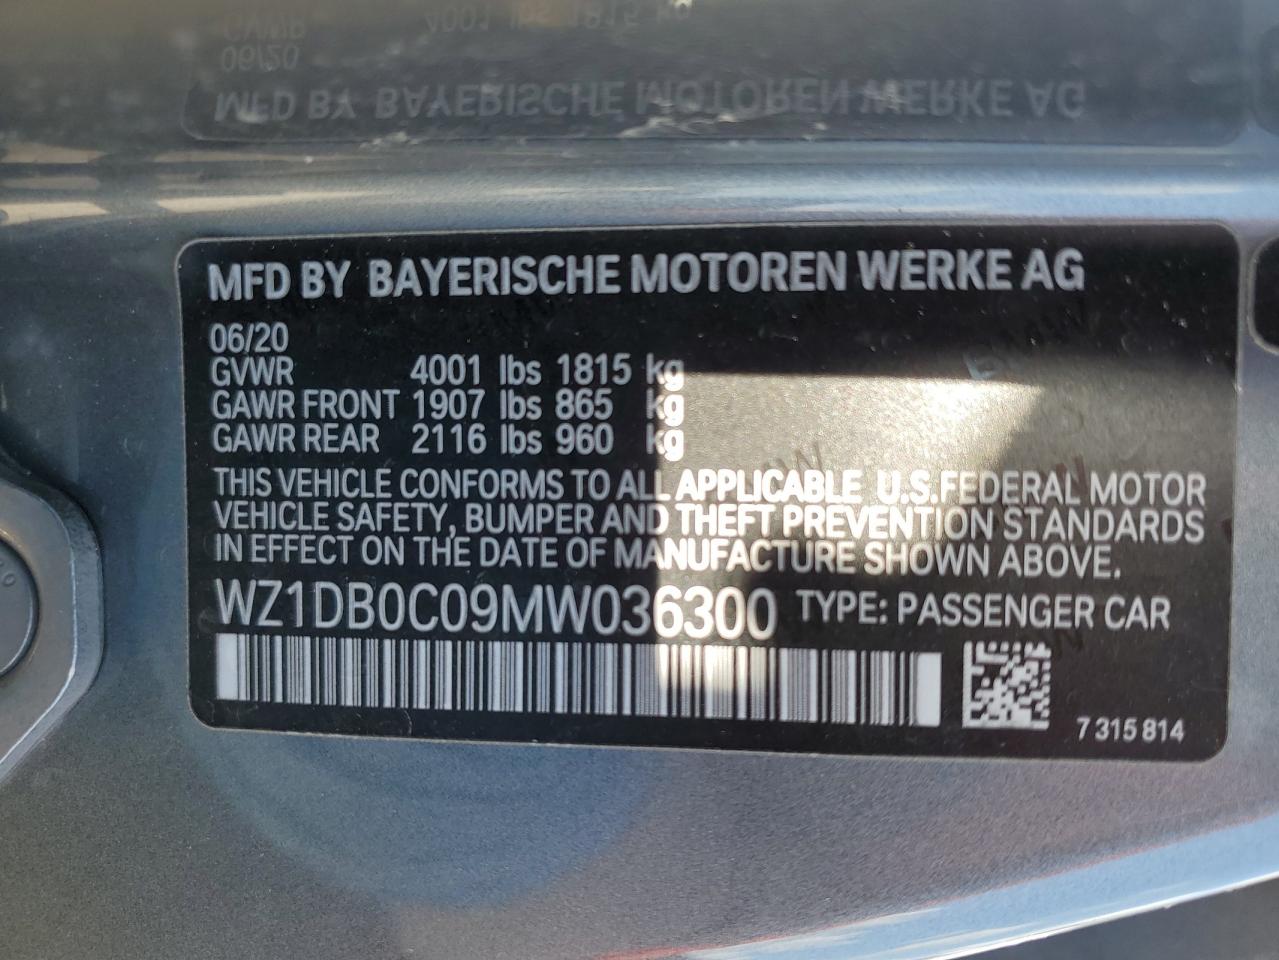 MFD BY BAYERISCHE MOTOREN WERKE AG
06/20
GVWR 4001 lbs 1815 kg
GAWR FRONT 1907 lbs 865 kg
GAWR REAR 2116 lbs 960 kg
THIS VEHICLE CONFORMS TO ALL APPLICABLE U.S.FEDERAL MOTOR
VEHICLE SAFETY, BUMPER AND THEFT PREVENTION STANDARDS
IN EFFECT ON THE DATE OF MANUFACTURE SHOWN ABOVE.
WZ1DB0C09MW036300 TYPE: PASSENGER CAR
7 315 814